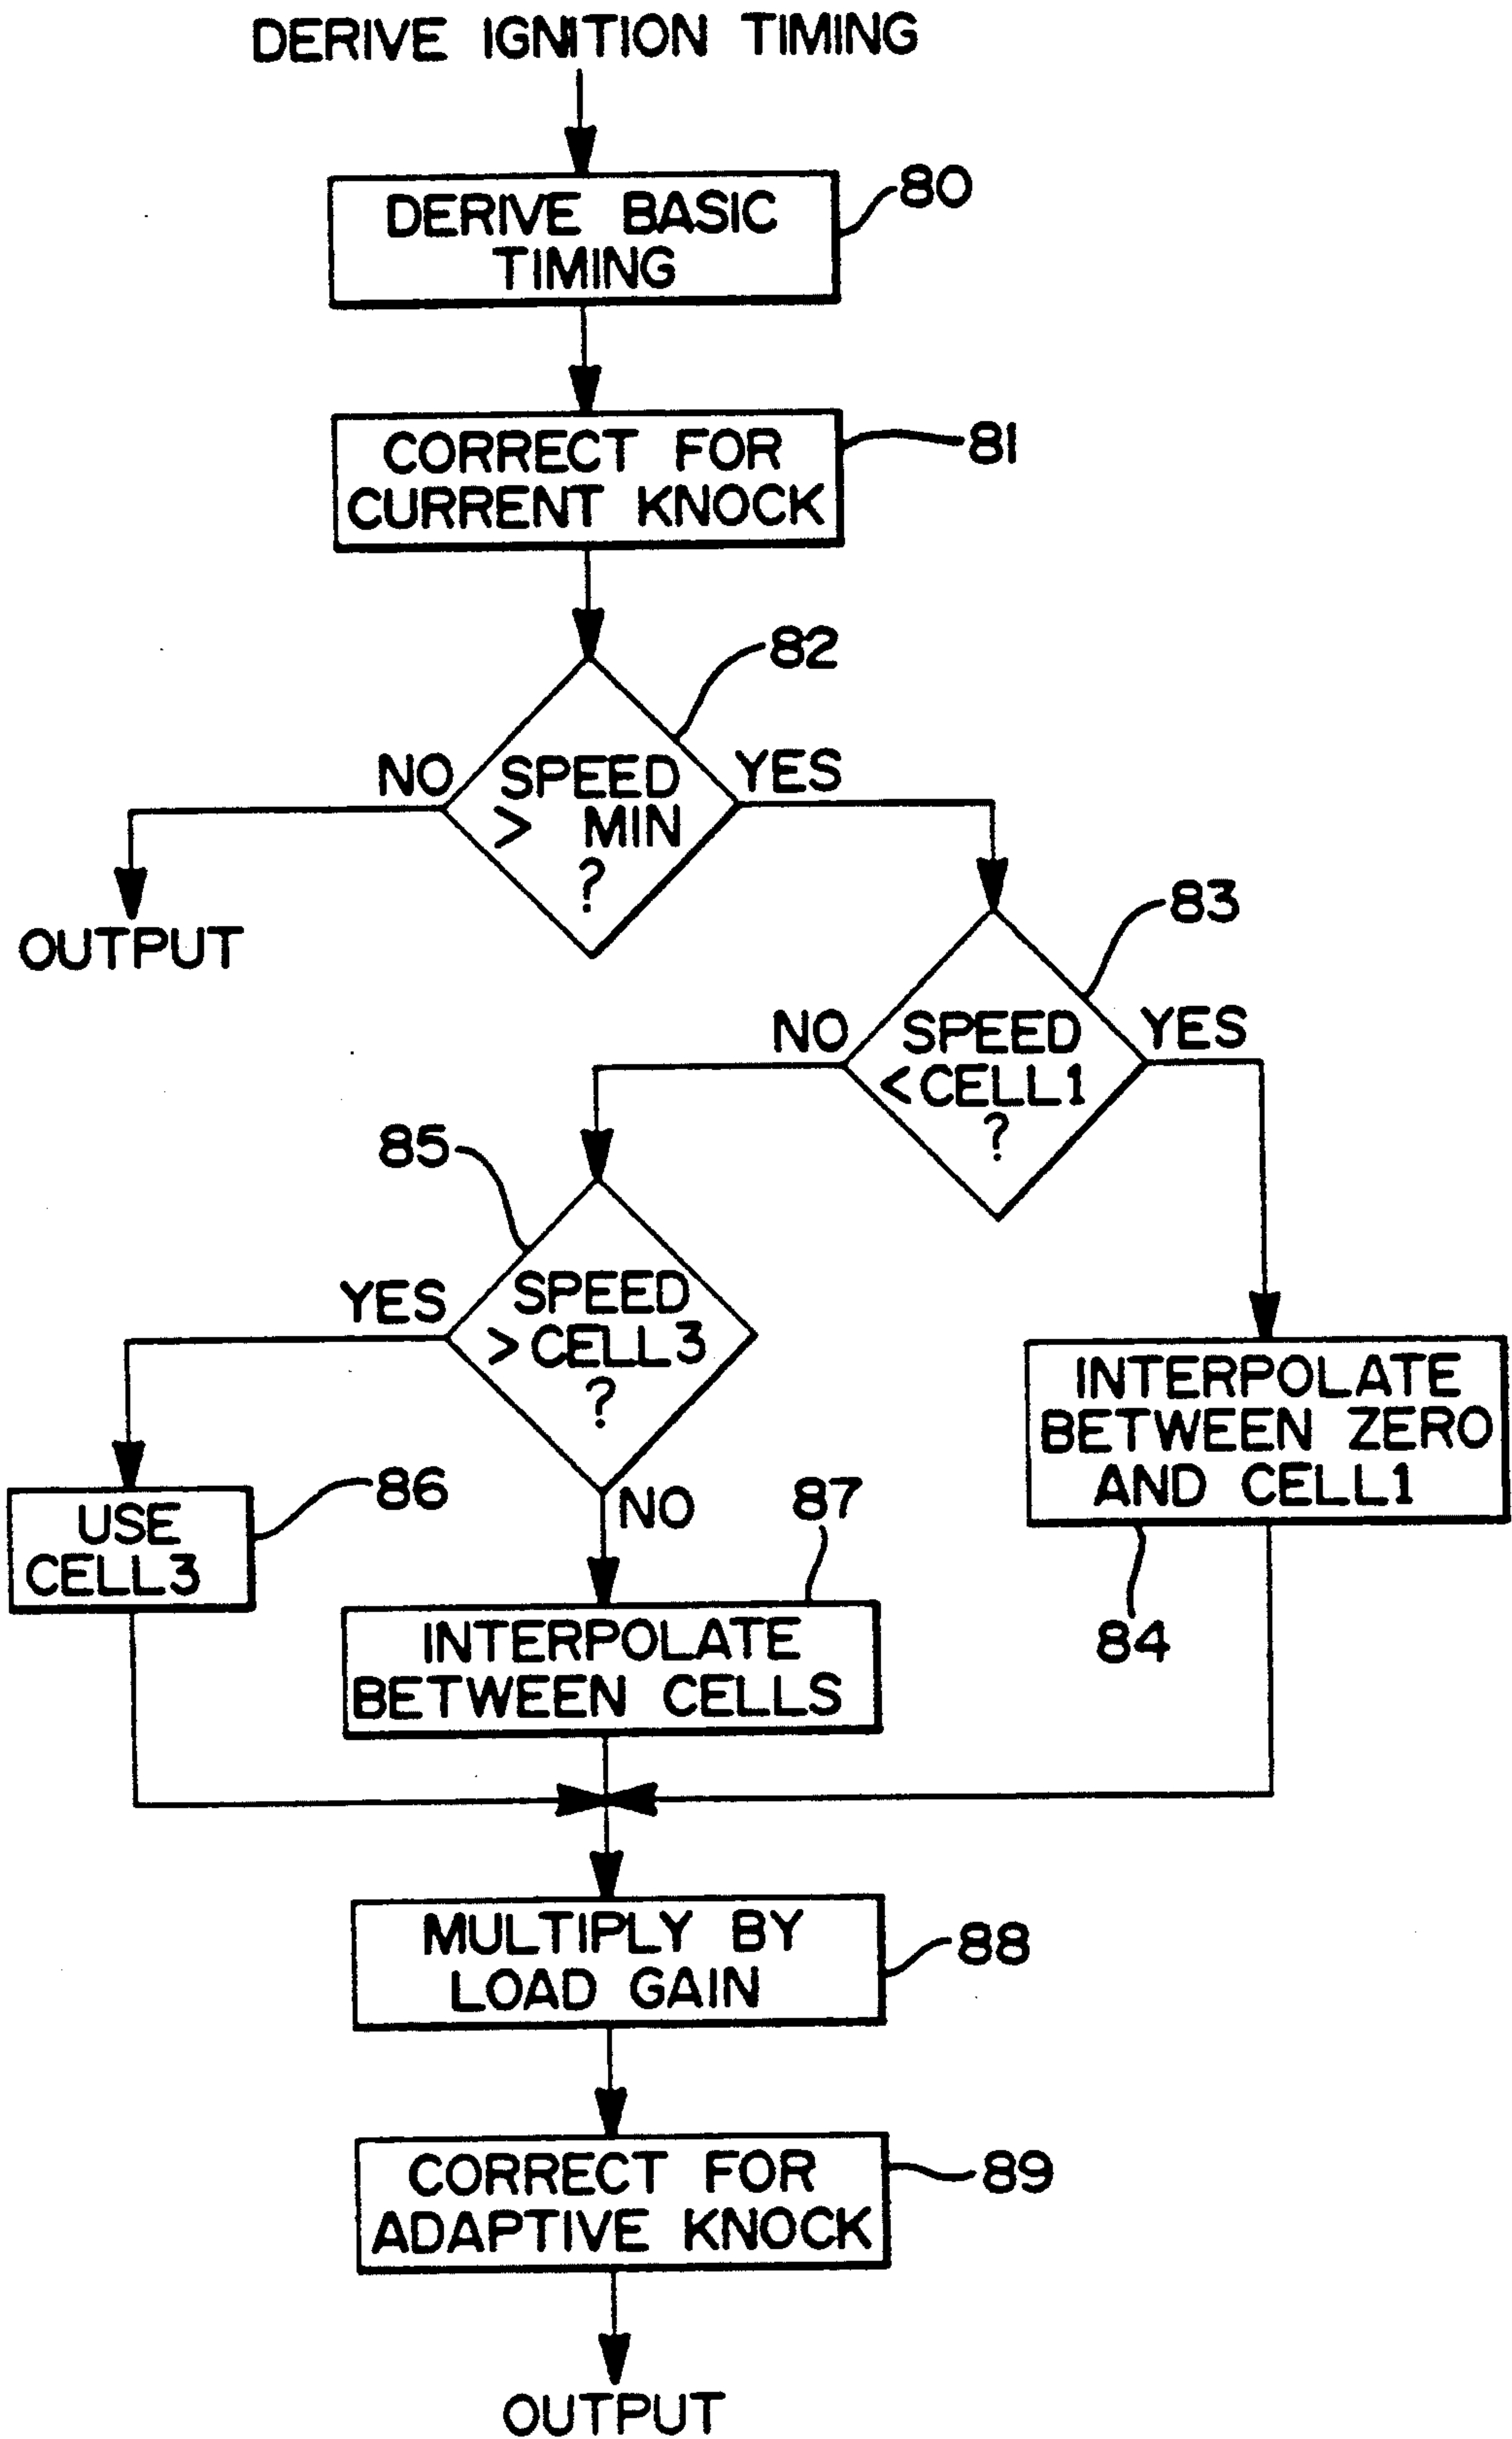 DERIVE IGNITION TIMING
DERIVE BASIC
TIMING
80
CORRECT FOR
CURRENT KNOCK
81
82
NO
SPEED
> MIN
?
YES
OUTPUT
83
NO
SPEED
< CELL1
?
YES
85
YES
SPEED
> CELL3
?
NO
INTERPOLATE
BETWEEN ZERO
AND CELL1
84
USE
CELL3
86
87
INTERPOLATE
BETWEEN CELLS
MULTIPLY BY
LOAD GAIN
88
CORRECT FOR
ADAPTIVE KNOCK
89
OUTPUT